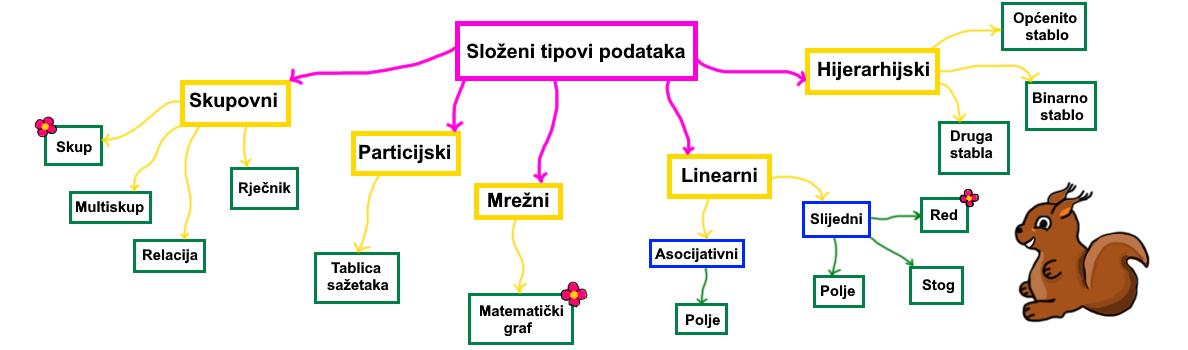 Složeni tipovi podataka
Skupovni
Skup
Multiskup
Relacija
Rječnik
Particijski
Tablica
sažetaka
Mrežni
Matematički
graf
Linearni
Asocijativni
Polje
Slijedni
Polje
Stog
Red
Hijerarhijski
Općenito
stablo
Binarno
stablo
Druga
stabla